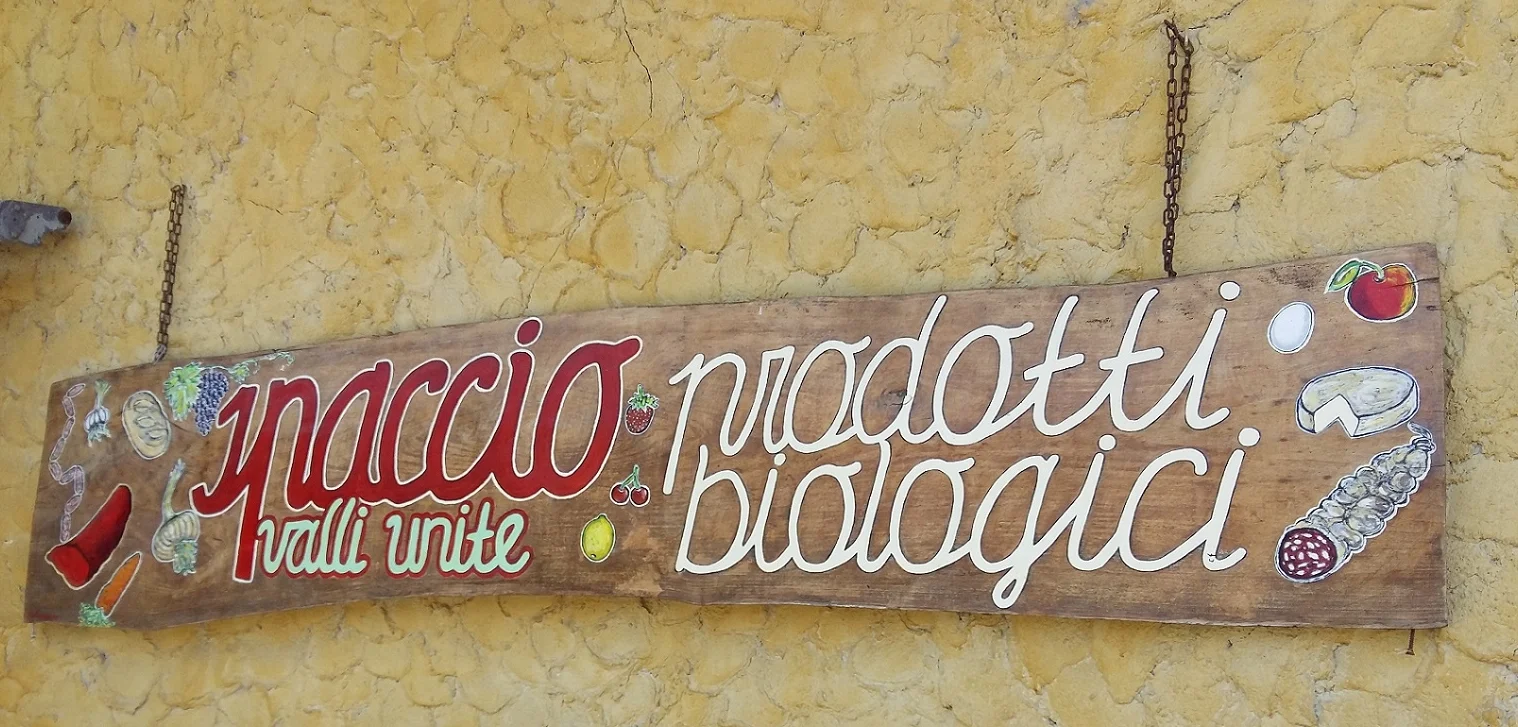 spaccio
valli unite
prodotti
biologici